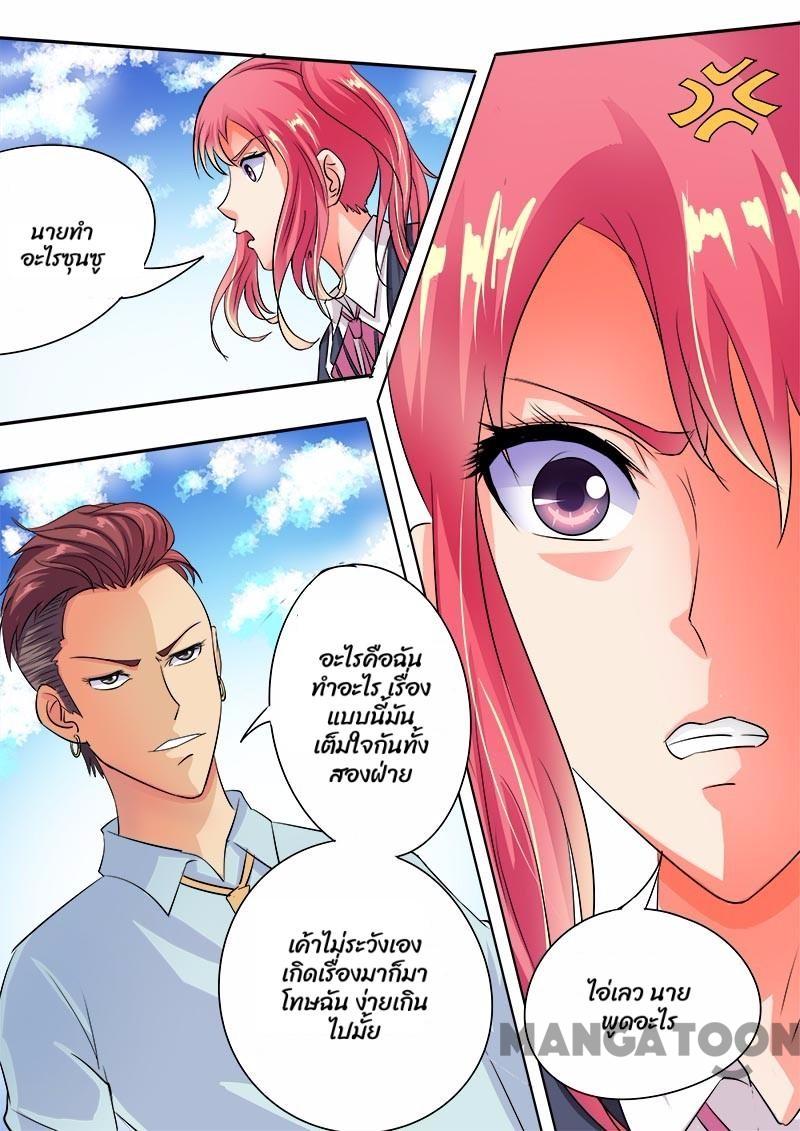 นายทำ
อะไรซุนซู
อะไรคือฉัน
ทำอะไร เรื่อง
แบบนี้มัน
เต็มใจกันทั้ง
สองฝ่าย
เค้าไม่ระวังเอง
เกิดเรื่องมาก็มา
โทษฉัน ง่ายเกิน
ไปมั้ย
ไอ่เลว นาย
พูดอะไร
MANGATOON